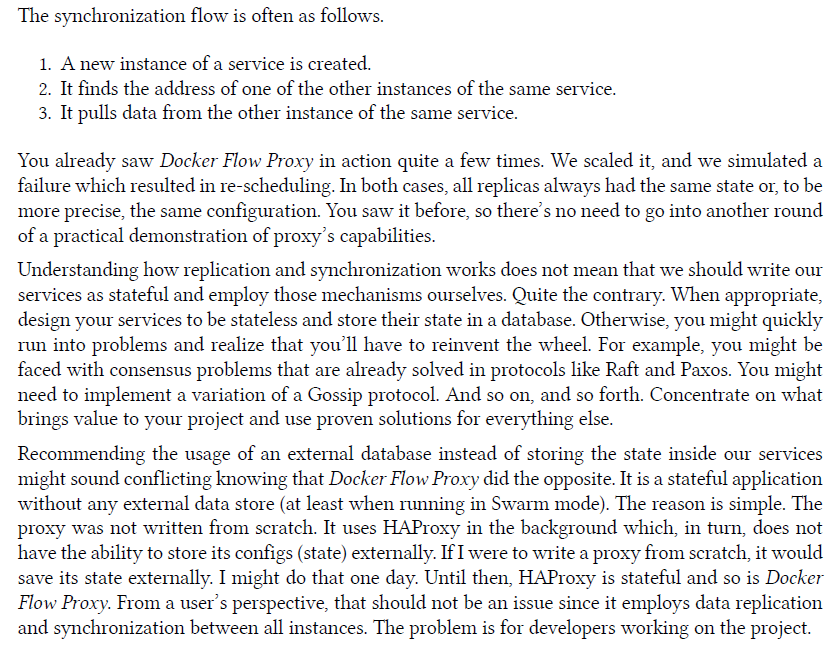 The synchronization flow is often as follows.
1. A new instance of a service is created.
2. It finds the address of one of the other instances of the same service.
3. It pulls data from the other instance of the same service.
You already saw Docker Flow Proxy in action quite a few times. We scaled it, and we simulated a
failure which resulted in re-scheduling. In both cases, all replicas always had the same state or, to be
more precise, the same configuration. You saw it before, so there's no need to go into another round
of a practical demonstration of proxy's capabilities.
Understanding how replication and synchronization works does not mean that we should write our
services as stateful and employ those mechanisms ourselves. Quite the contrary. When appropriate,
design your services to be stateless and store their state in a database. Otherwise, you might quickly
run into problems and realize that you'll have to reinvent the wheel. For example, you might be
faced with consensus problems that are already solved in protocols like Raft and Paxos. You might
need to implement a variation of a Gossip protocol. And so on, and so forth. Concentrate on what
brings value to your project and use proven solutions for everything else.
Recommending the usage of an external database instead of storing the state inside our services
might sound conflicting knowing that Docker Flow Proxy did the opposite. It is a stateful application
without any external data store (at least when running in Swarm mode). The reason is simple. The
proxy was not written from scratch. It uses HAProxy in the background which, in turn, does not
have the ability to store its configs (state) externally. If I were to write a proxy from scratch, it would
save its state externally. I might do that one day. Until then, HAProxy is stateful and so is Docker
Flow Proxy. From a user's perspective, that should not be an issue since it employs data replication
and synchronization between all instances. The problem is for developers working on the project.